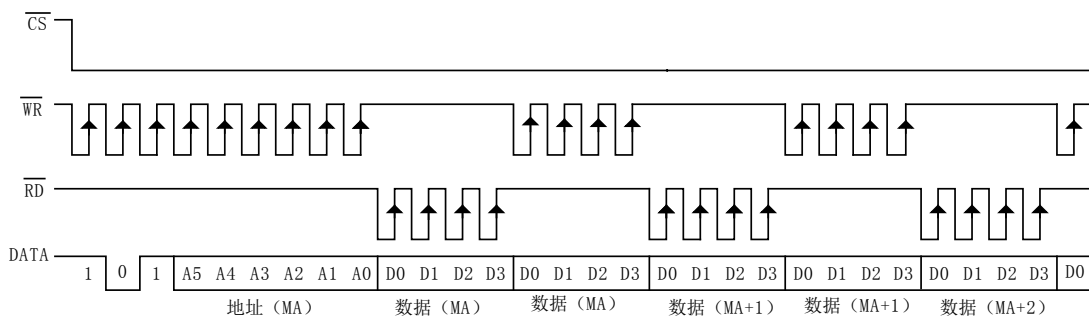 CS
WR
RD
DATA 1 0 1 A5 A4 A3 A2 A1 A0 D0 D1 D2 D3 D0 D1 D2 D3 D0 D1 D2 D3 D0 D1 D2 D3 D0 D1 D2 D3 D0
地址（MA） 数据（MA） 数据（MA） 数据（MA+1） 数据（MA+1） 数据（MA+2）